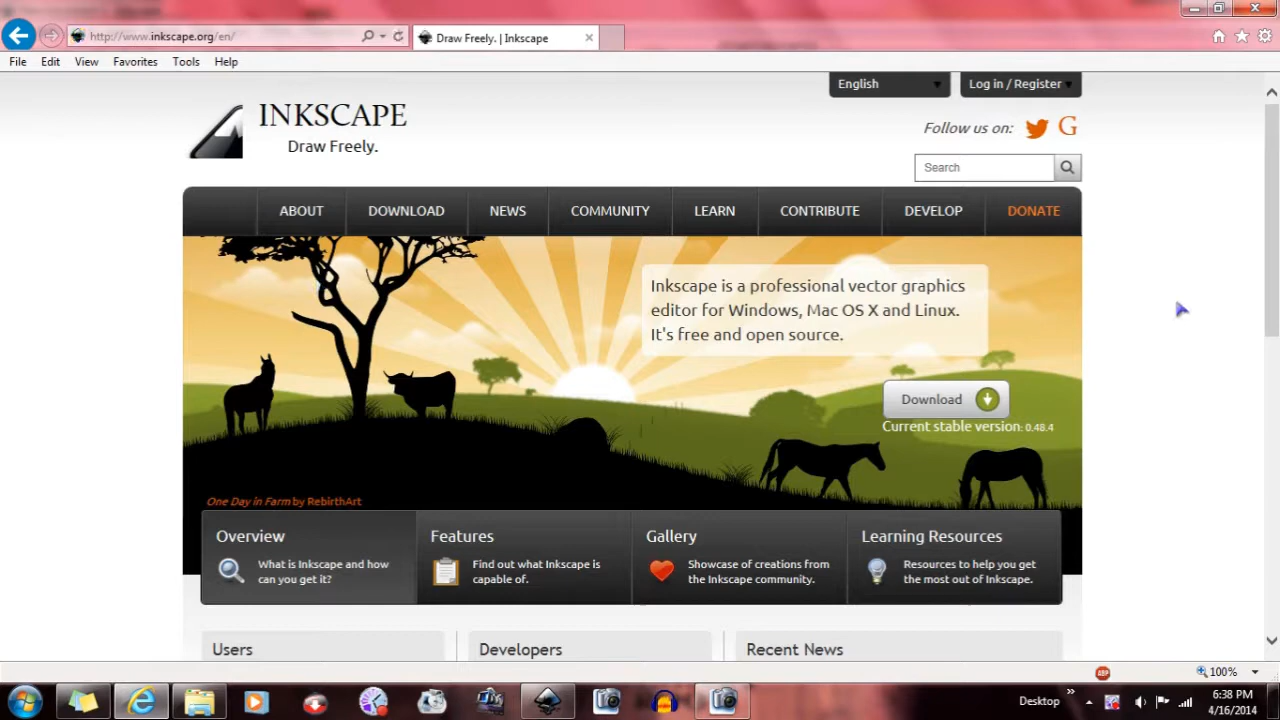 http://www.inkscape.org/en/
Draw Freely. | Inkscape
File Edit View Favorites Tools Help
English
Log in / Register
INKSCAPE
Draw Freely.
Follow us on:
Search
ABOUT DOWNLOAD NEWS COMMUNITY LEARN CONTRIBUTE DEVELOP DONATE
Inkscape is a professional vector graphics
editor for Windows, Mac OS X and Linux.
It's free and open source.
Download
Current stable version: 0.48.4
One Day in Farm by RebirthArt
Overview
What is Inkscape and how
can you get it?
Features
Find out what Inkscape is
capable of.
Gallery
Showcase of creations from
the Inkscape community.
Learning Resources
Resources to help you get
the most out of Inkscape.
Users
Developers
Recent News
ABP
100%
Desktop
6:38 PM
4/16/2014